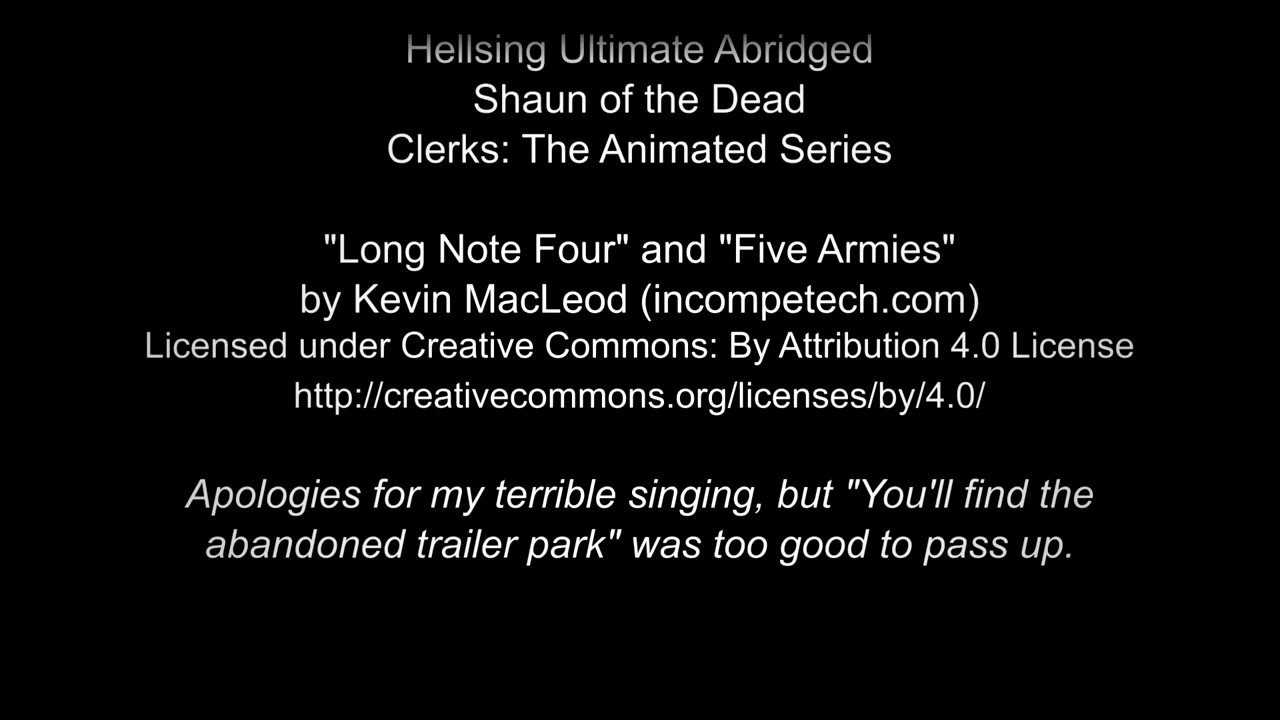 Hellsing Ultimate Abridged
Shaun of the Dead
Clerks: The Animated Series
"Long Note Four" and "Five Armies"
by Kevin MacLeod (incompetech.com)
Licensed under Creative Commons: By Attribution 4.0 License
http://creativecommons.org/licenses/by/4.0/
Apologies for my terrible singing, but "You'll find the
abandoned trailer park" was too good to pass up.